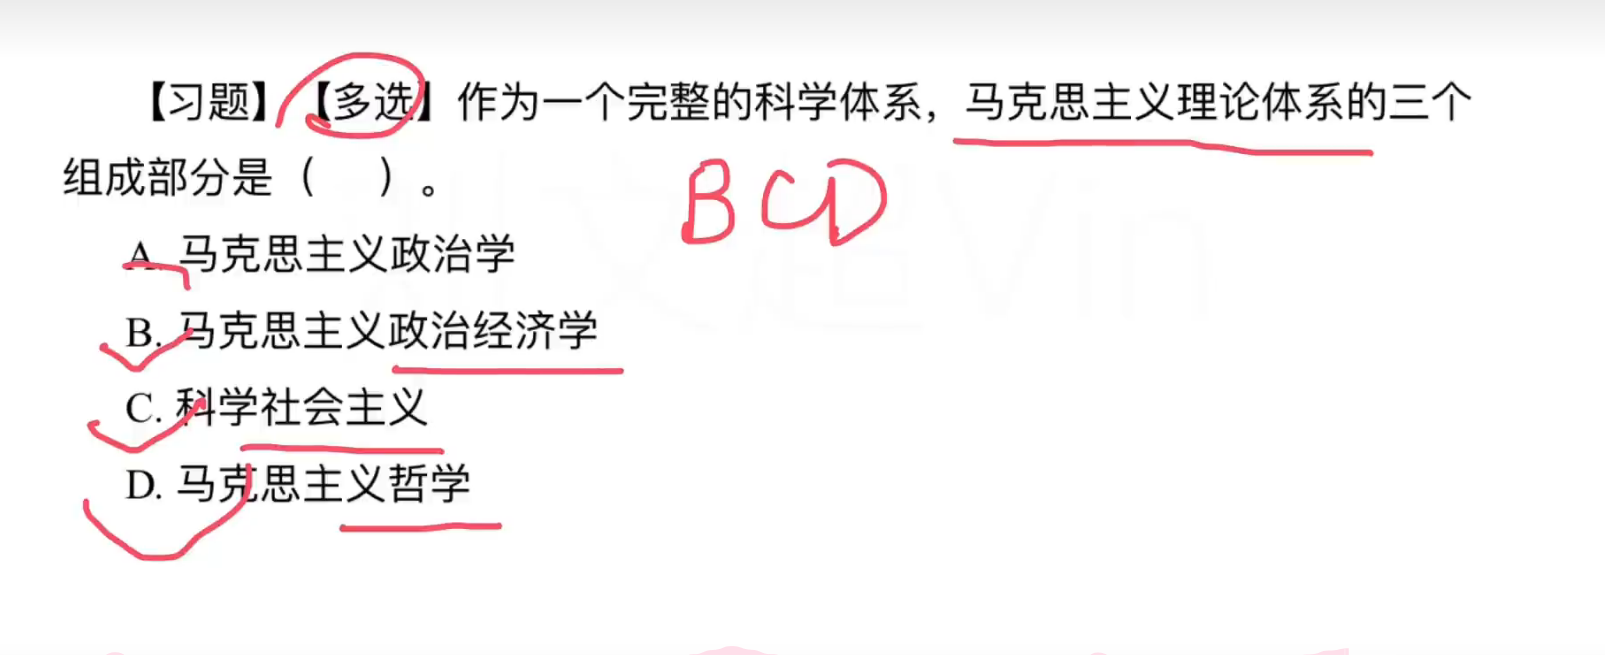 【习题】【多选】作为一个完整的科学体系，马克思主义理论体系的三个
组成部分是（ ）。
BCD
A. 马克思主义政治学
B. 马克思主义政治经济学
C. 科学社会主义
D. 马克思主义哲学